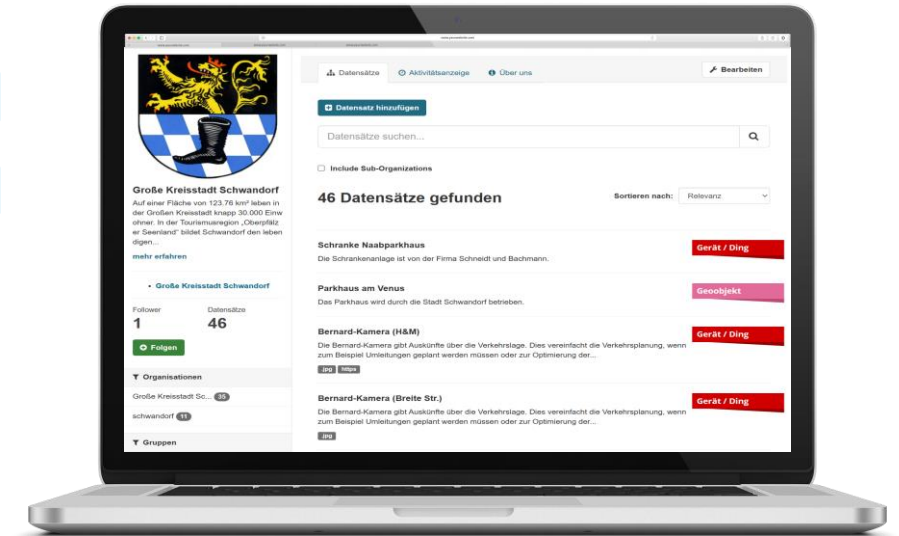 Große Kreisstadt Schwandorf
Auf einer Fläche von 123.76 km² leben in
der Großen Kreisstadt knapp 30.000 Einw
ohner. In der Tourismusregion „Oberpfälz
er Seenland" bildet Schwandorf den leben
digen...
mehr erfahren
• Große Kreisstadt Schwandorf
Follower Datensätze
1 46
Folgen
Organisationen
Große Kreisstadt Sc... 35
schwandorf 11
Gruppen
Datensätze Aktivitätsanzeige Über uns Bearbeiten
Datensatz hinzufügen
Datensätze suchen...
Include Sub-Organizations
46 Datensätze gefunden Sortieren nach: Relevanz
Schranke Naabparkhaus Gerät / Ding
Die Schrankenanlage ist von der Firma Schneidt und Bachmann.
Parkhaus am Venus Geoobjekt
Das Parkhaus wird durch die Stadt Schwandorf betrieben.
Bernard-Kamera (H&M) Gerät / Ding
Die Bernard-Kamera gibt Auskünfte über die Verkehrslage. Dies vereinfacht die Verkehrsplanung, wenn
zum Beispiel Umleitungen geplant werden müssen oder zur Optimierung der...
jpg https
Bernard-Kamera (Breite Str.) Gerät / Ding
Die Bernard-Kamera gibt Auskünfte über die Verkehrslage. Dies vereinfacht die Verkehrsplanung, wenn
zum Beispiel Umleitungen geplant werden müssen oder zur Optimierung der...
jpg